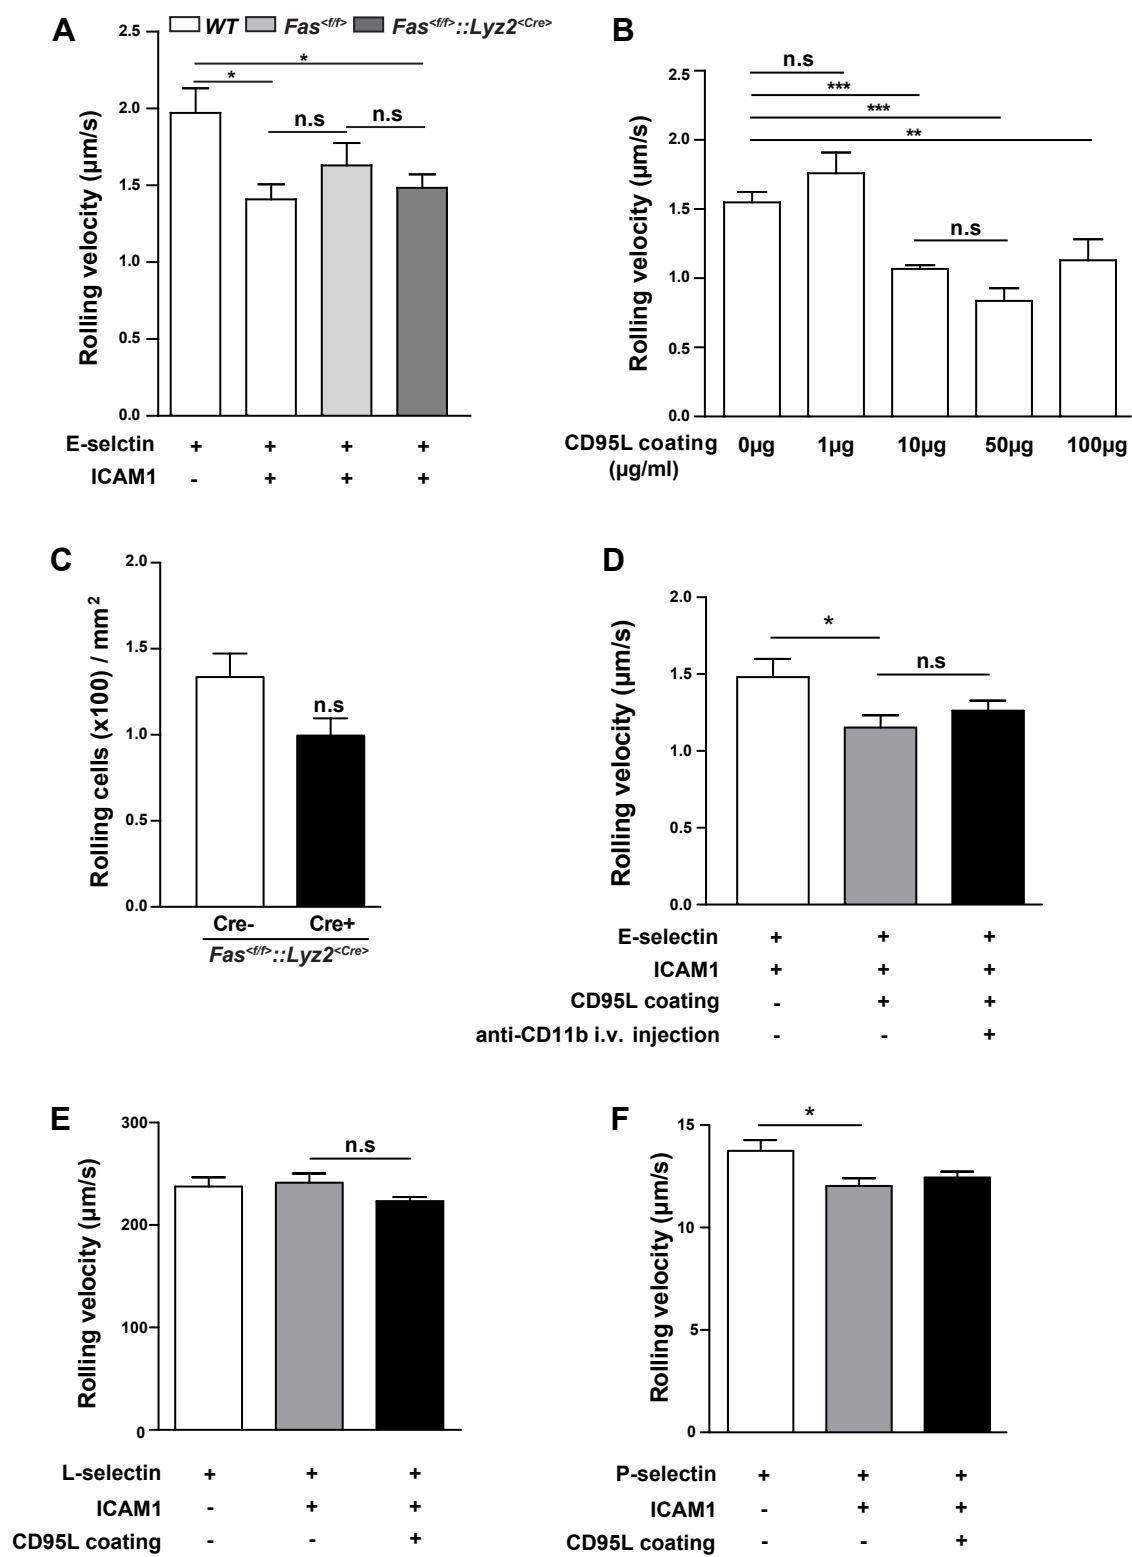 A
WT Fas<f/f> Fas<f/f>::Lyz2<Cre>
*
*
n.s
n.s
Rolling velocity (µm/s)
2.5
2.0
1.5
1.0
0.5
0.0
E-selctin + + + +
ICAM1 - + + +
B
n.s
***
***
**
n.s
Rolling velocity (µm/s)
2.5
2.0
1.5
1.0
0.5
0.0
CD95L coating 0µg 1µg 10µg 50µg 100µg
(µg/ml)
C
Rolling cells (x100) / mm2
2.0
1.5
1.0
0.5
0.0
n.s
Cre- Cre+
Fas<f/f>::Lyz2<Cre>
D
Rolling velocity (µm/s)
2.0
1.5
1.0
0.5
0.0
*
n.s
E-selectin + + +
ICAM1 + + +
CD95L coating - + +
anti-CD11b i.v. injection - - +
E
Rolling velocity (µm/s)
300
200
100
0
n.s
L-selectin + + +
ICAM1 - + +
CD95L coating - - +
F
Rolling velocity (µm/s)
15
10
5
0
*
P-selectin + + +
ICAM1 - + +
CD95L coating - - +